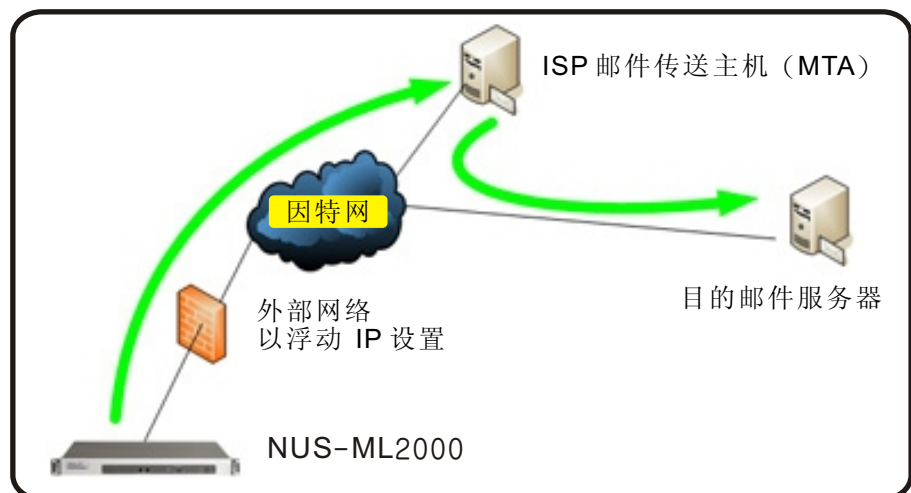 ISP 邮件传送主机（MTA）
因特网
目的邮件服务器
外部网络
以浮动 IP 设置
NUS-ML2000